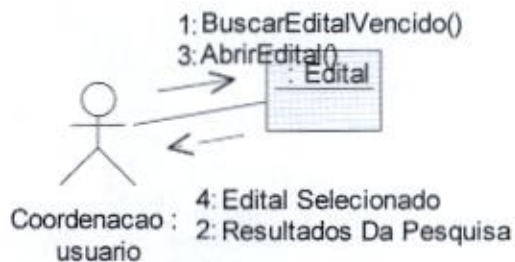 1: BuscarEditalVencido()
3: AbrirEdital()
: Edital
4: Edital Selecionado
Coordenacao : 2: Resultados Da Pesquisa
usuario